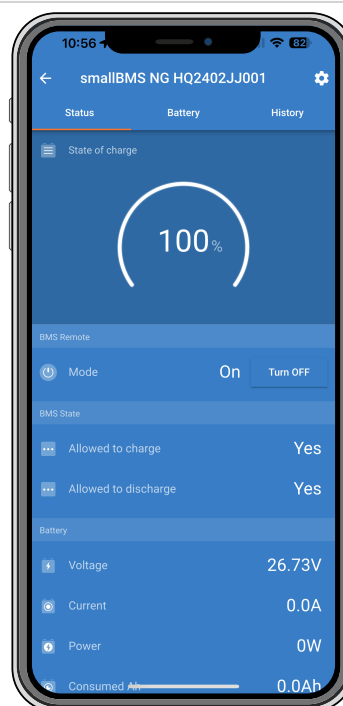 10:56
82
smallBMS NG HQ2402JJ001
Status Battery History
State of charge
100%
BMS Remote
Mode On Turn OFF
BMS State
Allowed to charge Yes
Allowed to discharge Yes
Battery
Voltage 26.73V
Current 0.0A
Power 0W
Consumed Ah 0.0Ah